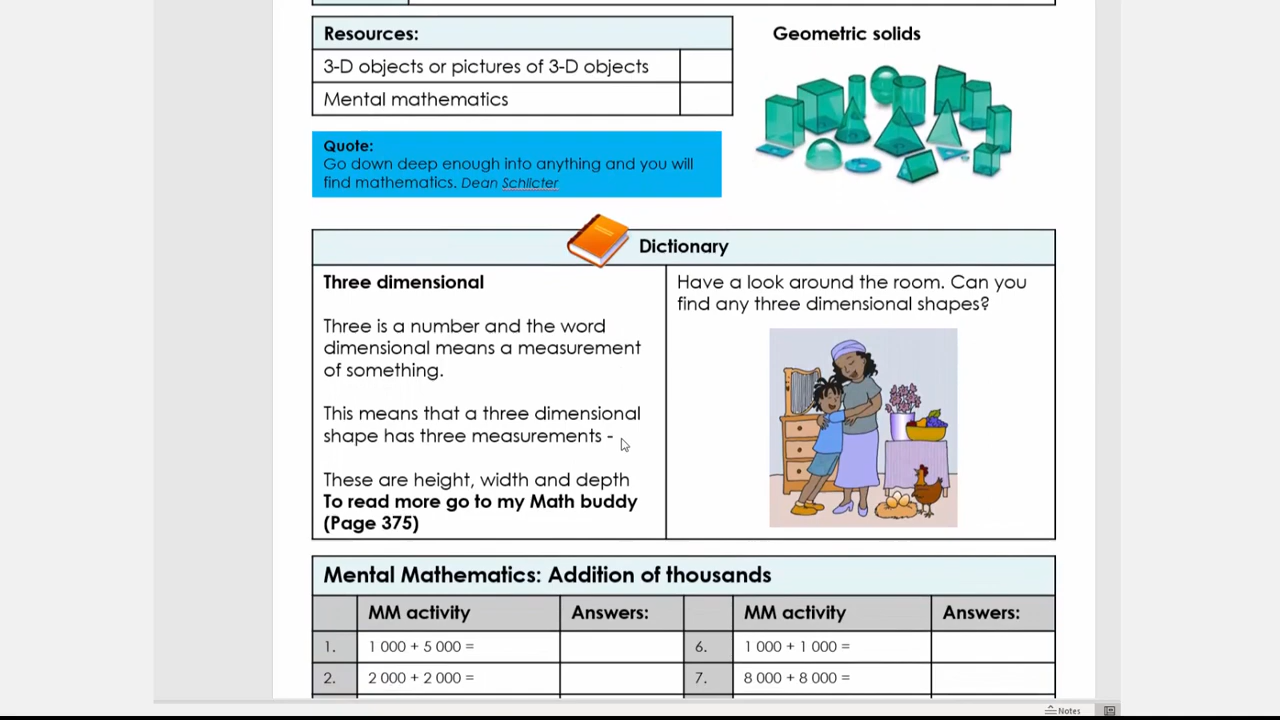 Resources:
3-D objects or pictures of 3-D objects
Mental mathematics
Geometric solids
Quote:
Go down deep enough into anything and you will
find mathematics. Dean Schlicter
Dictionary
Three dimensional
Three is a number and the word
dimensional means a measurement
of something.
This means that a three dimensional
shape has three measurements -
These are height, width and depth
To read more go to my Math buddy
(Page 375)
Have a look around the room. Can you
find any three dimensional shapes?
Mental Mathematics: Addition of thousands
MM activity Answers: MM activity Answers:
1. 1 000 + 5 000 = 6. 1 000 + 1 000 =
2. 2 000 + 2 000 = 7. 8 000 + 8 000 =
Notes